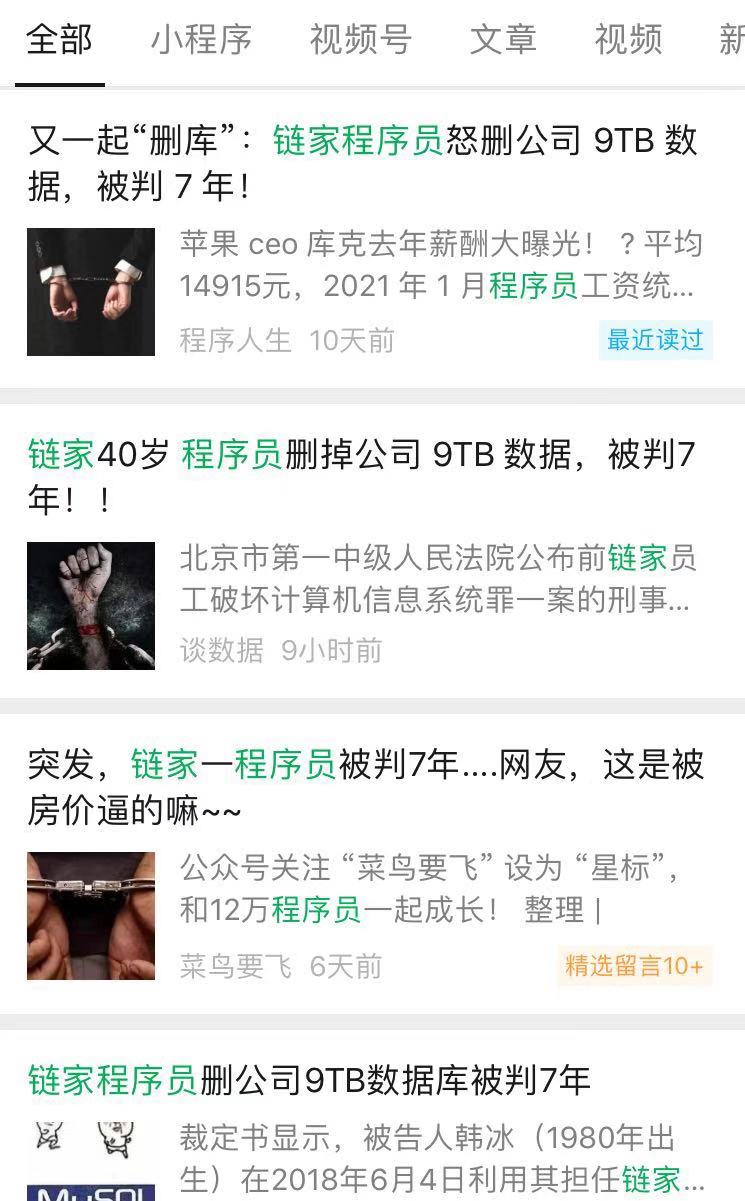 全部 小程序 视频号 文章 视频 新
又一起“删库”：链家程序员怒删公司 9TB 数
据，被判 7 年！
苹果 ceo 库克去年薪酬大曝光！ ？平均
14915元，2021 年 1 月程序员工资统...
程序人生 10天前 最近读过
链家40岁 程序员删掉公司 9TB 数据，被判7
年！！
北京市第一中级人民法院公布前链家员
工破坏计算机信息系统罪一案的刑事...
谈数据 9小时前
突发，链家一程序员被判7年....网友，这是被
房价逼的嘛~~
公众号关注 “菜鸟要飞” 设为 “星标”，
和12万程序员一起成长！ 整理 |
菜鸟要飞 6天前 精选留言10+
链家程序员删公司9TB数据库被判7年
裁定书显示，被告人韩冰（1980年出
生）在2018年6月4日利用其担任链家...
MySQL